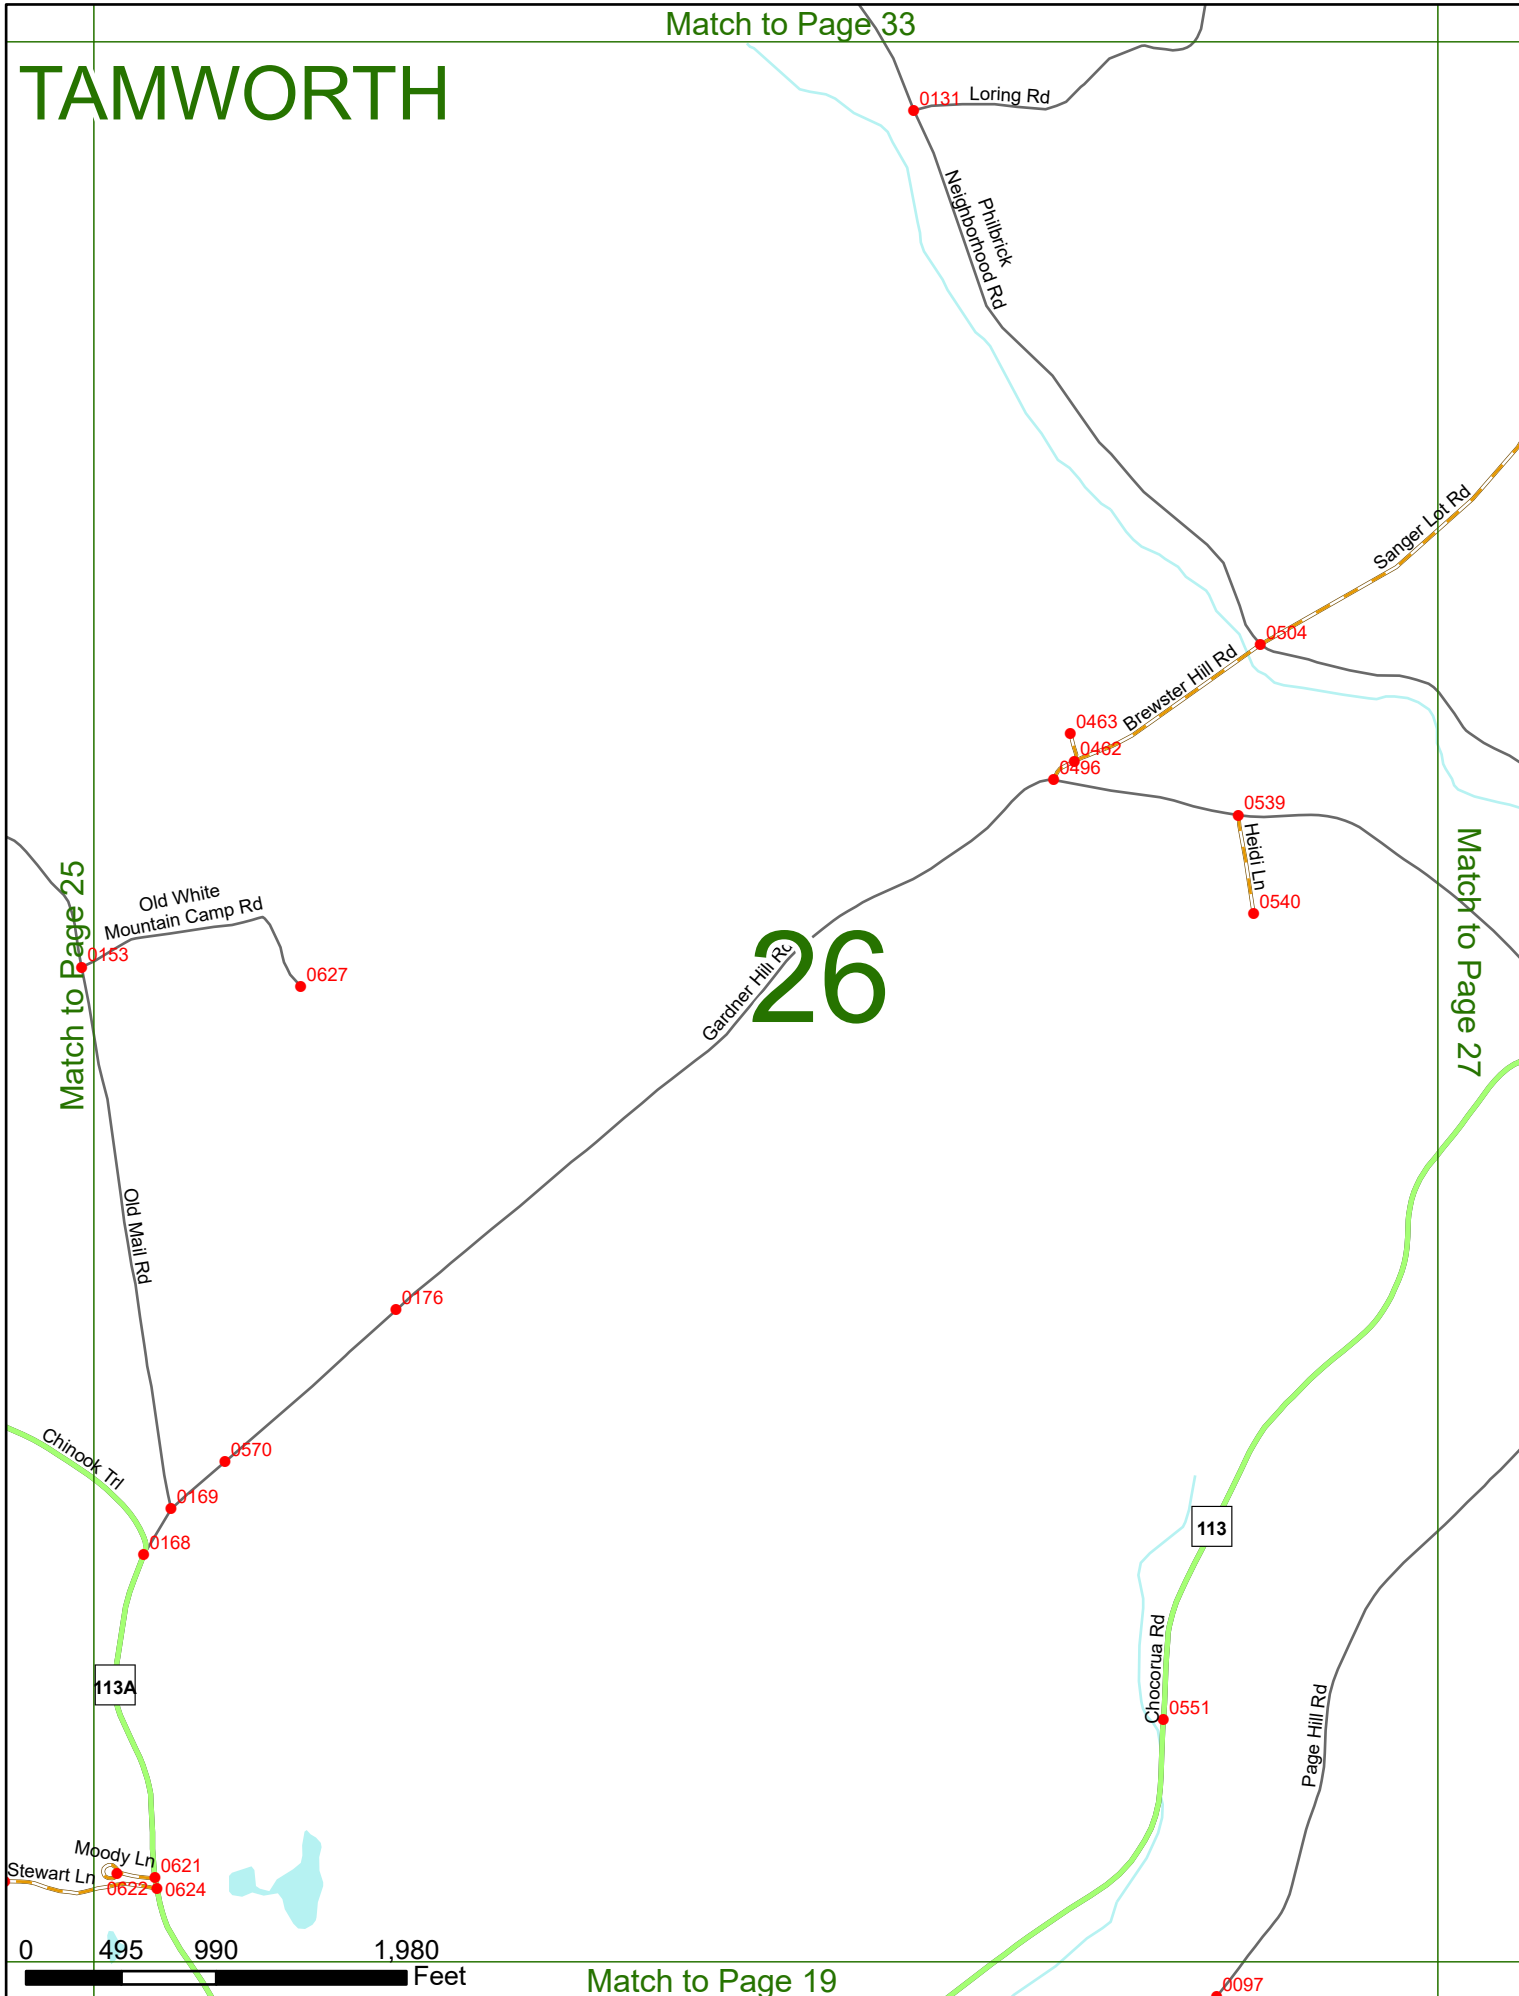 Match to Page 33
TAMWORTH
0131
Loring Rd
Philbrick
Neighborhood Rd
Sanger Lot Rd
0504
Brewster Hill Rd
0463
0462
0496
0539
Heidi Ln
0540
Match to Page 25
Old White
Mountain Camp Rd
0153
0627
Match to Page 27
26
Gardner Hill Rd
Old Mail Rd
0176
Chinook Trl
0570
0169
0168
113
113A
Chocorua Rd
0551
Page Hill Rd
Moody Ln
Stewart Ln
0621
0622
0624
0 495 990 1,980
Feet
Match to Page 19
0097